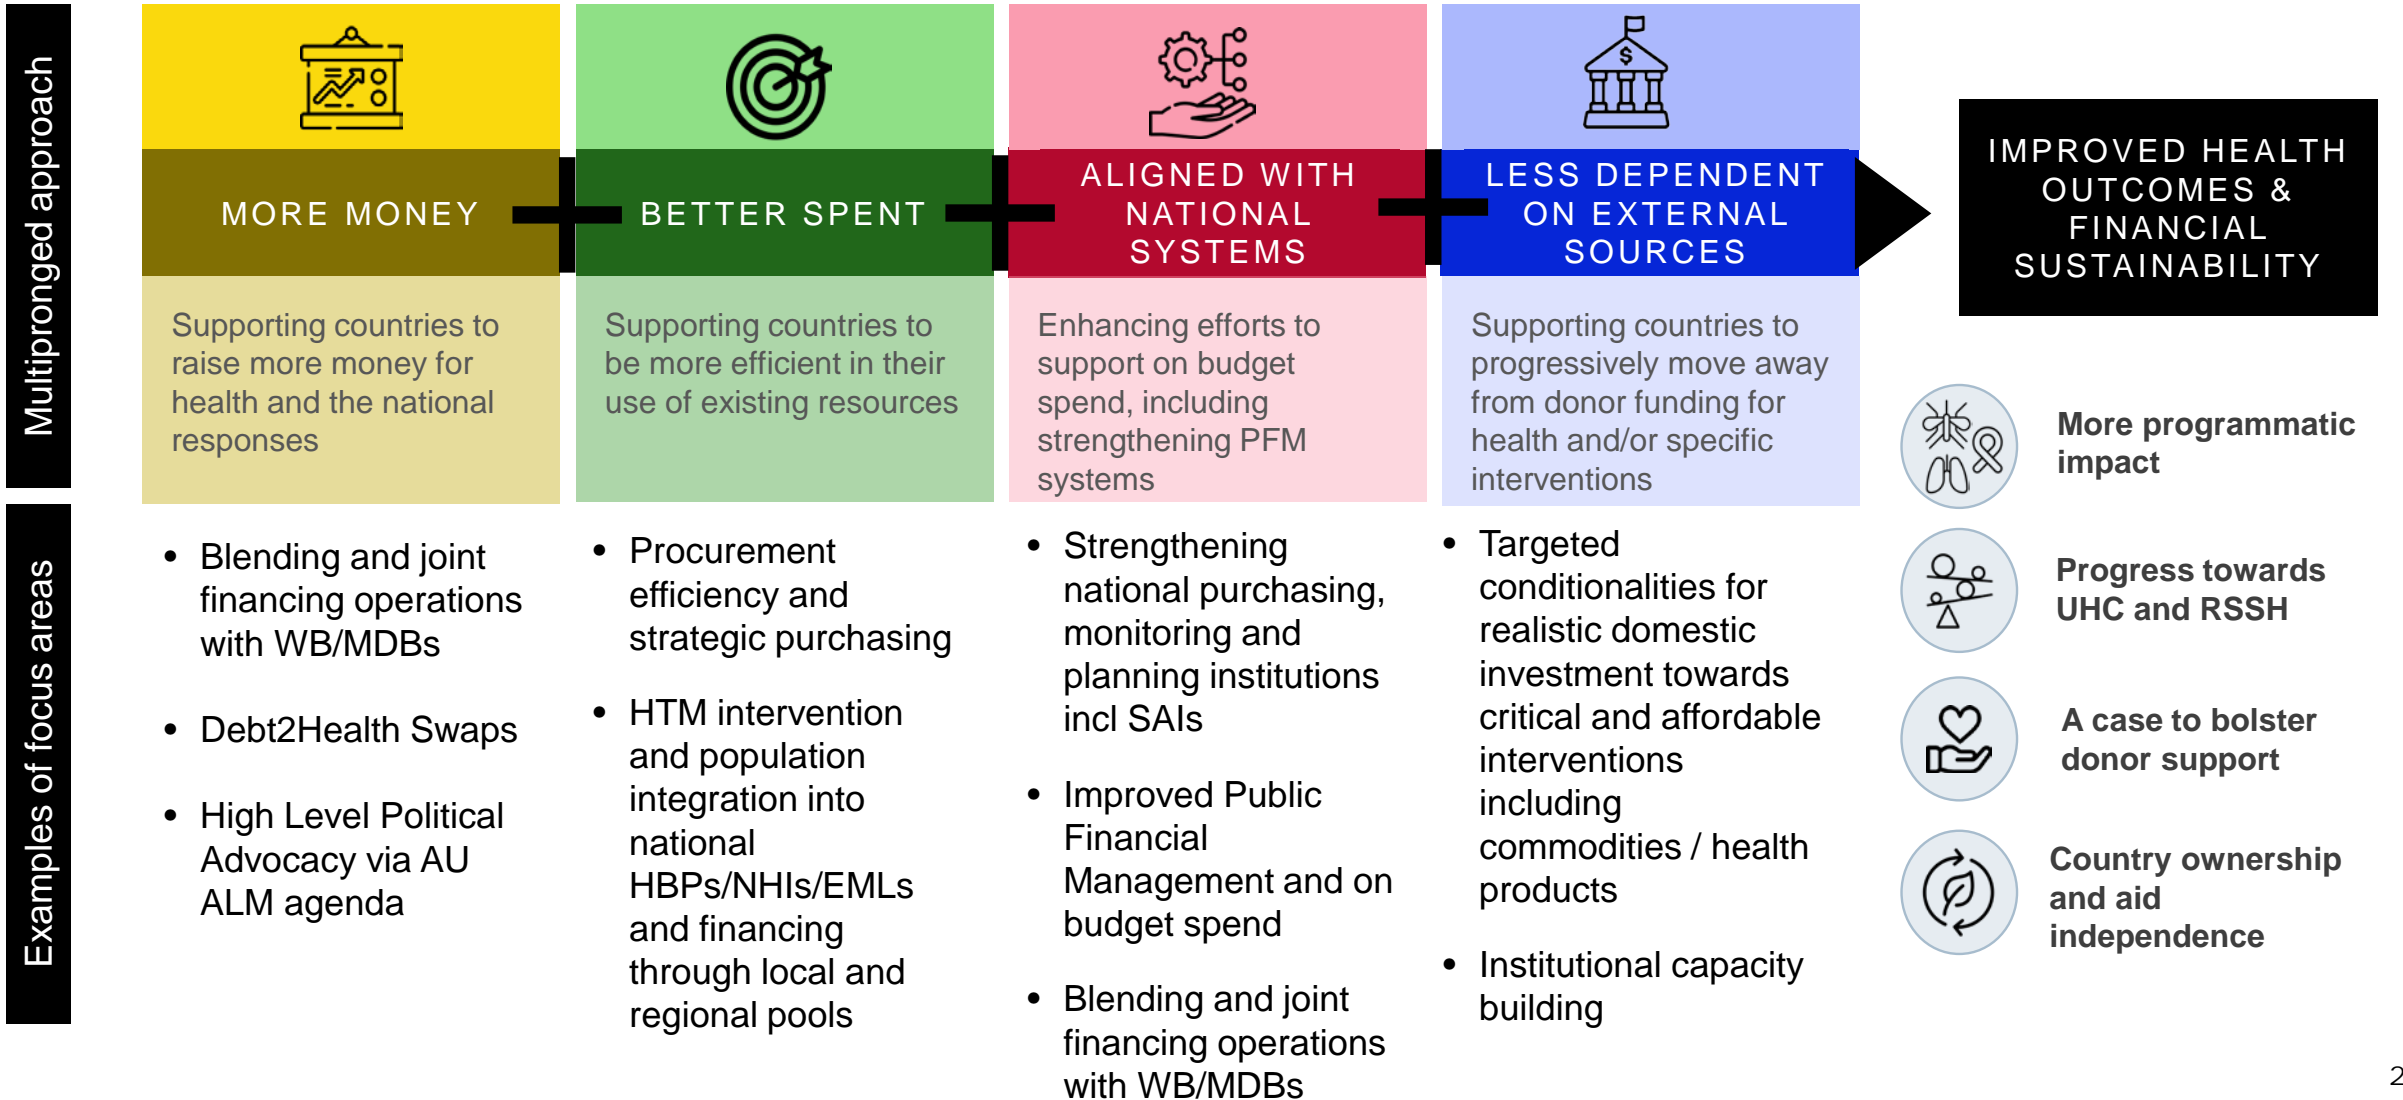 Multipronged approach
MORE MONEY
Supporting countries to
raise more money for
health and the national
responses
BETTER SPENT
Supporting countries to
be more efficient in their
use of existing resources
ALIGNED WITH
NATIONAL
SYSTEMS
Enhancing efforts to
support on budget
spend, including
strengthening PFM
systems
$
LESS DEPENDENT
ON EXTERNAL
SOURCES
Supporting countries to
progressively move away
from donor funding for
health and/or specific
interventions
IMPROVED HEALTH
OUTCOMES &
FINANCIAL
SUSTAINABILITY
Examples of focus areas
• Blending and joint
financing operations
with WB/MDBs
• Debt2Health Swaps
• High Level Political
Advocacy via AU
ALM agenda
• Procurement
efficiency and
strategic purchasing
• HTM intervention
and population
integration into
national
HBPs/NHIs/EMLs
and financing
through local and
regional pools
• Strengthening
national purchasing,
monitoring and
planning institutions
incl SAIs
• Improved Public
Financial
Management and on
budget spend
• Blending and joint
financing operations
with WB/MDBs
• Targeted
conditionalities for
realistic domestic
investment towards
critical and affordable
interventions
including
commodities / health
products
• Institutional capacity
building
More programmatic
impact
Progress towards
UHC and RSSH
A case to bolster
donor support
Country ownership
and aid
independence
2